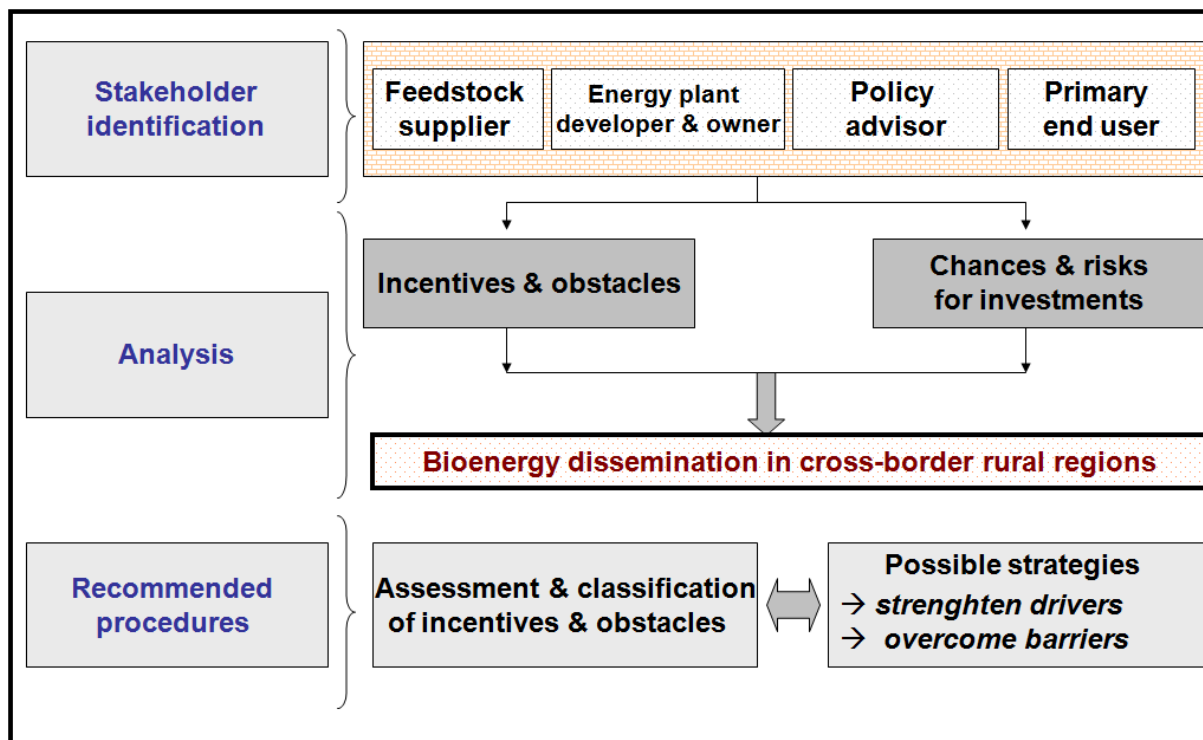 Stakeholder
identification
Feedstock
supplier
Energy plant
developer & owner
Policy
advisor
Primary
end user
Analysis
Incentives & obstacles
Chances & risks
for investments
Bioenergy dissemination in cross-border rural regions
Recommended
procedures
Assessment & classification
of incentives & obstacles
Possible strategies
→ strenghten drivers
→ overcome barriers